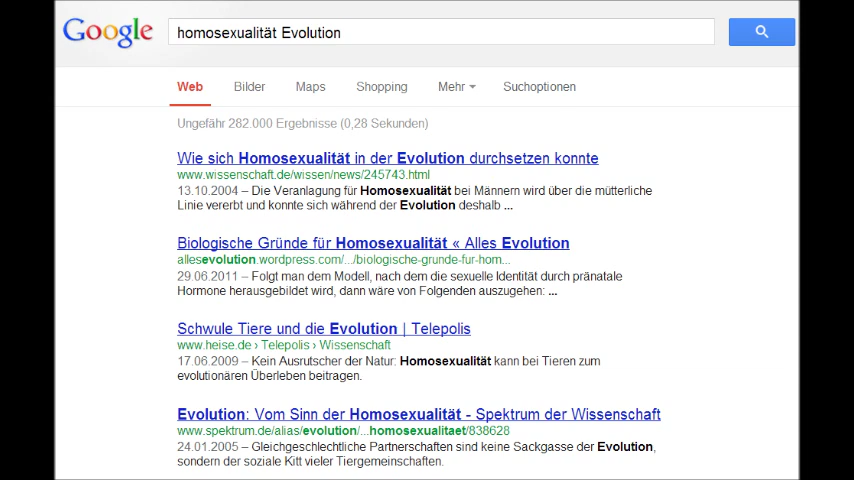 Google
homosexualität Evolution
Web Bilder Maps Shopping Mehr Suchoptionen
Ungefähr 282.000 Ergebnisse (0,28 Sekunden)
Wie sich Homosexualität in der Evolution durchsetzen konnte
www.wissenschaft.de/wissen/news/245743.html
13.10.2004 – Die Veranlagung für Homosexualität bei Männern wird über die mütterliche
Linie vererbt und konnte sich während der Evolution deshalb ...
Biologische Gründe für Homosexualität « Alles Evolution
allesevolution.wordpress.com/.../biologische-grunde-fur-hom...
29.06.2011 – Folgt man dem Modell, nach dem die sexuelle Identität durch pränatale
Hormone herausgebildet wird, dann wäre von Folgenden auszugehen: ...
Schwule Tiere und die Evolution | Telepolis
www.heise.de › Telepolis › Wissenschaft
17.06.2009 – Kein Ausrutscher der Natur: Homosexualität kann bei Tieren zum
evolutionären Überleben beitragen.
Evolution: Vom Sinn der Homosexualität - Spektrum der Wissenschaft
www.spektrum.de/alias/evolution/...homosexualitaet/838628
24.01.2005 – Gleichgeschlechtliche Partnerschaften sind keine Sackgasse der Evolution,
sondern der soziale Kitt vieler Tiergemeinschaften.